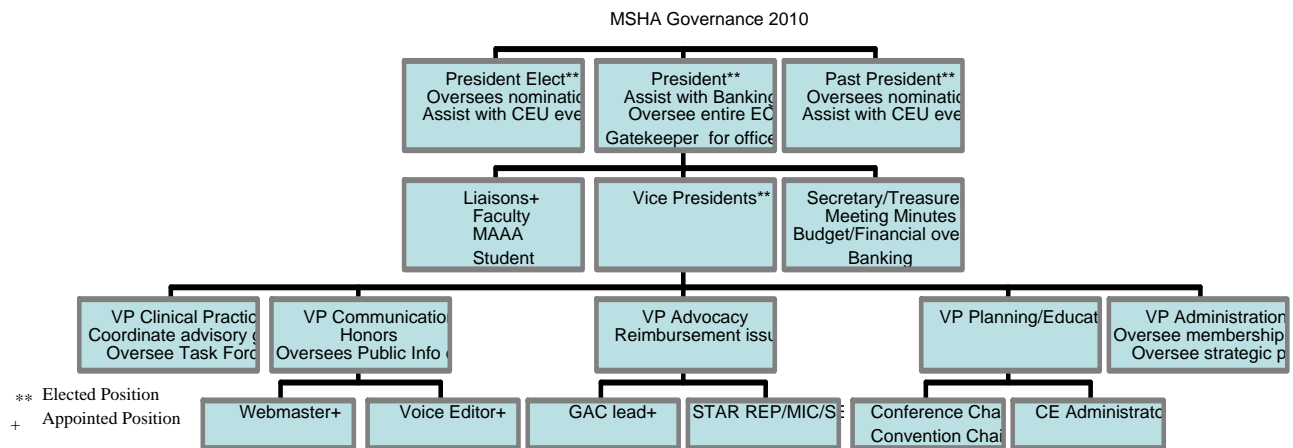 MSHA Governance 2010
President Elect**
Oversees nominatic
Assist with CEU eve
President**
Assist with Banking
Oversee entire EC
Gatekeeper for office
Past President**
Oversees nominatic
Assist with CEU eve
Liaisons+
Faculty
MAAA
Student
Vice Presidents**
Secretary/Treasure
Meeting Minutes
Budget/Financial ove
Banking
VP Clinical Practic
Coordinate advisory g
Oversee Task Forc
VP Communicatio
Honors
Oversees Public Info
VP Advocacy
Reimbursement issu
VP Planning/Educat
VP Administration
Oversee membership
Oversee strategic p
Webmaster+
Voice Editor+
GAC lead+
STAR REP/MIC/SE
Conference Cha
Convention Chai
CE Administrato
** Elected Position
+ Appointed Position